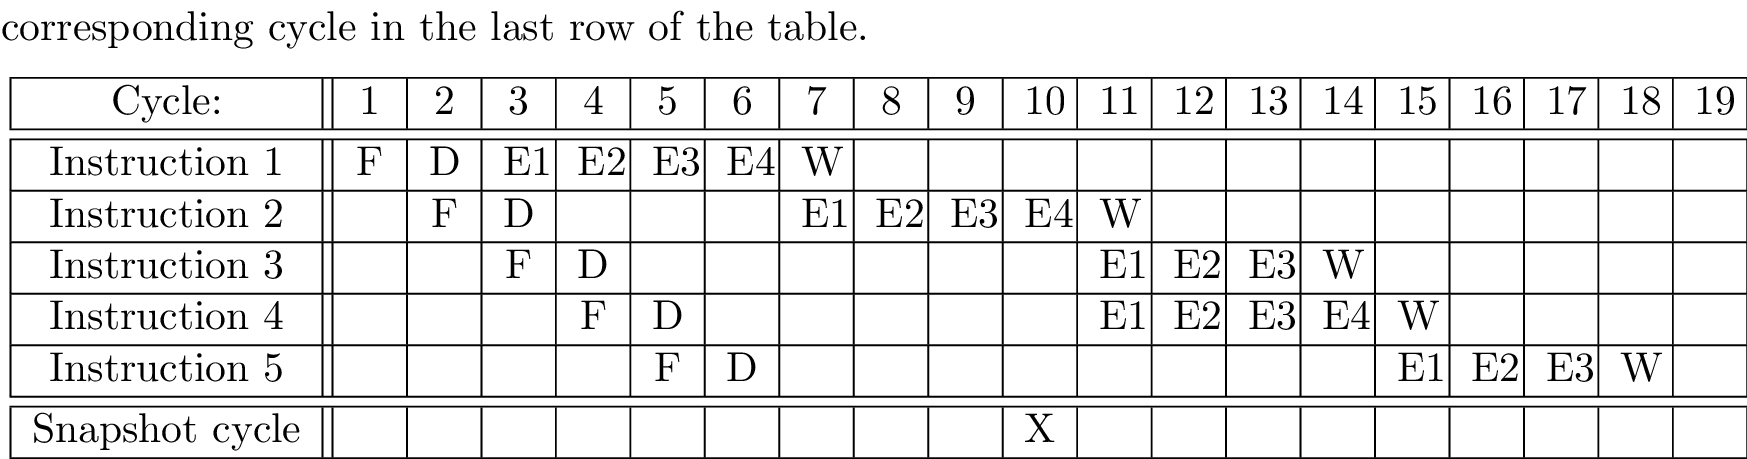 corresponding cycle in the last row of the table.
Cycle: 1 2 3 4 5 6 7 8 9 10 11 12 13 14 15 16 17 18 19
Instruction 1 F D E1 E2 E3 E4 W
Instruction 2 F D E1 E2 E3 E4 W
Instruction 3 F D E1 E2 E3 W
Instruction 4 F D E1 E2 E3 E4 W
Instruction 5 F D E1 E2 E3 W
Snapshot cycle X